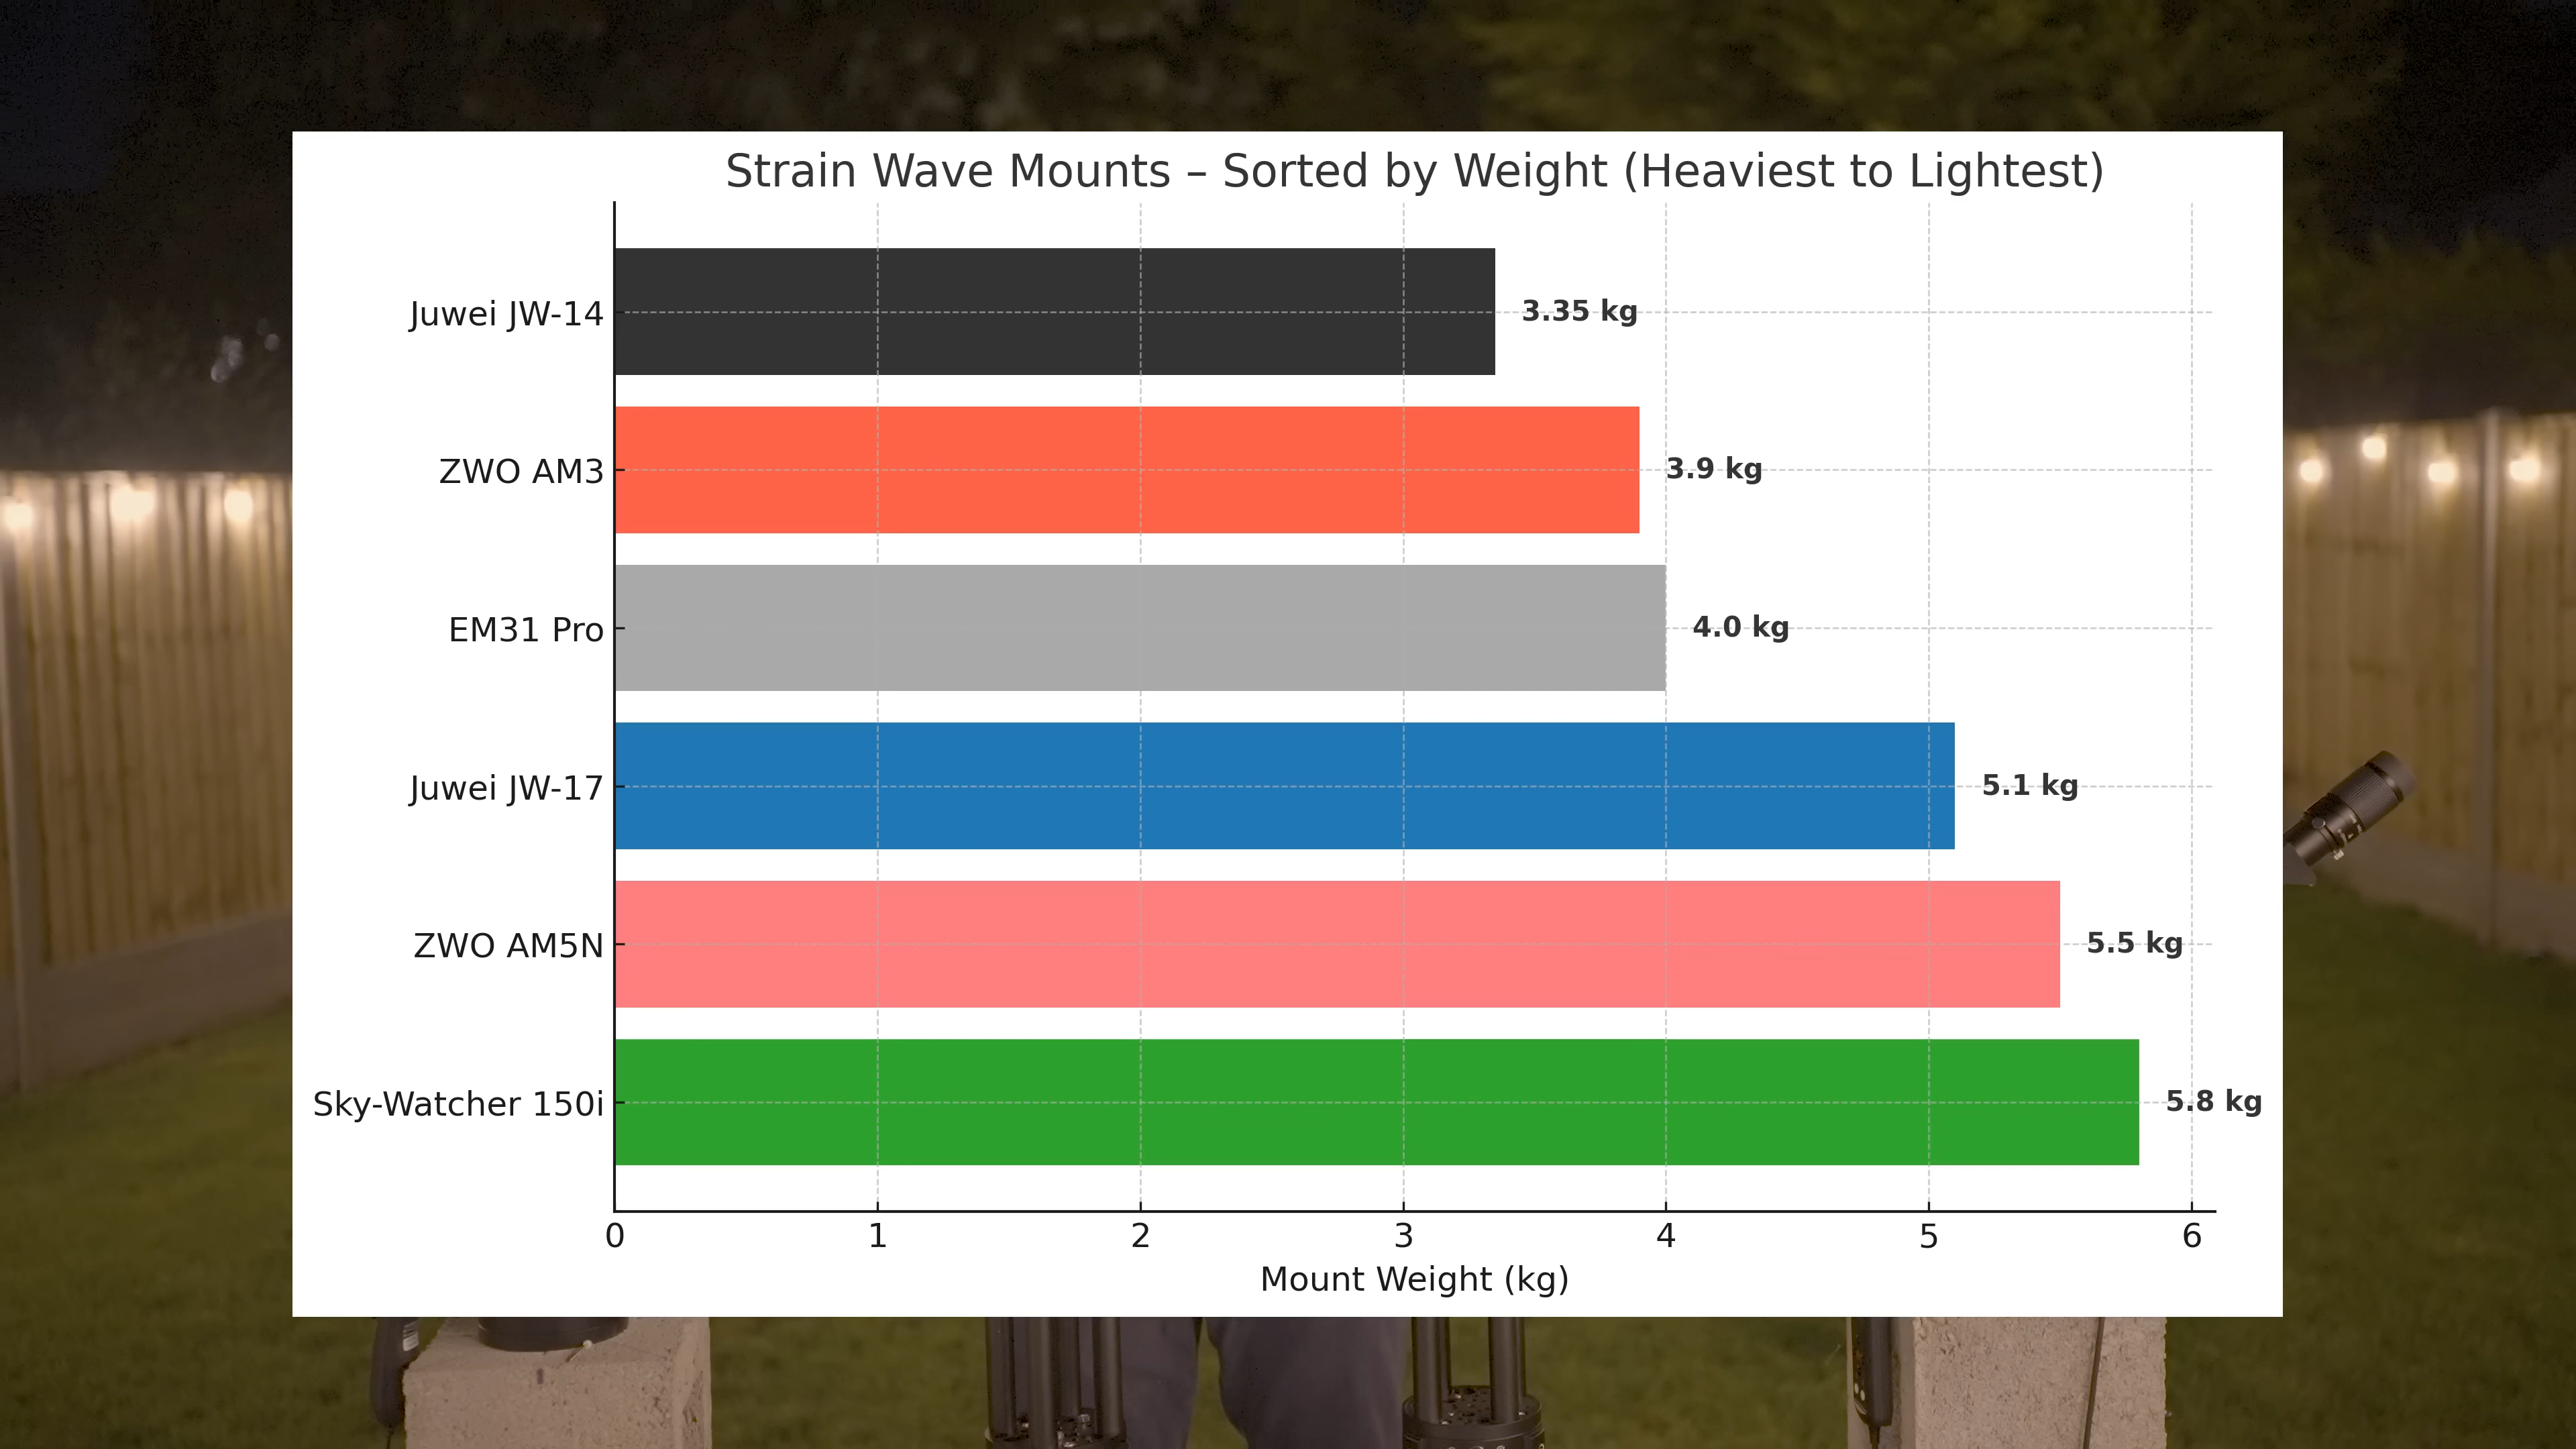 Strain Wave Mounts – Sorted by Weight (Heaviest to Lightest)
Juwei JW-14
3.35 kg
ZWO AM3
3.9 kg
EM31 Pro
4.0 kg
Juwei JW-17
5.1 kg
ZWO AM5N
5.5 kg
Sky-Watcher 150i
5.8 kg
0 1 2 3 4 5 6
Mount Weight (kg)